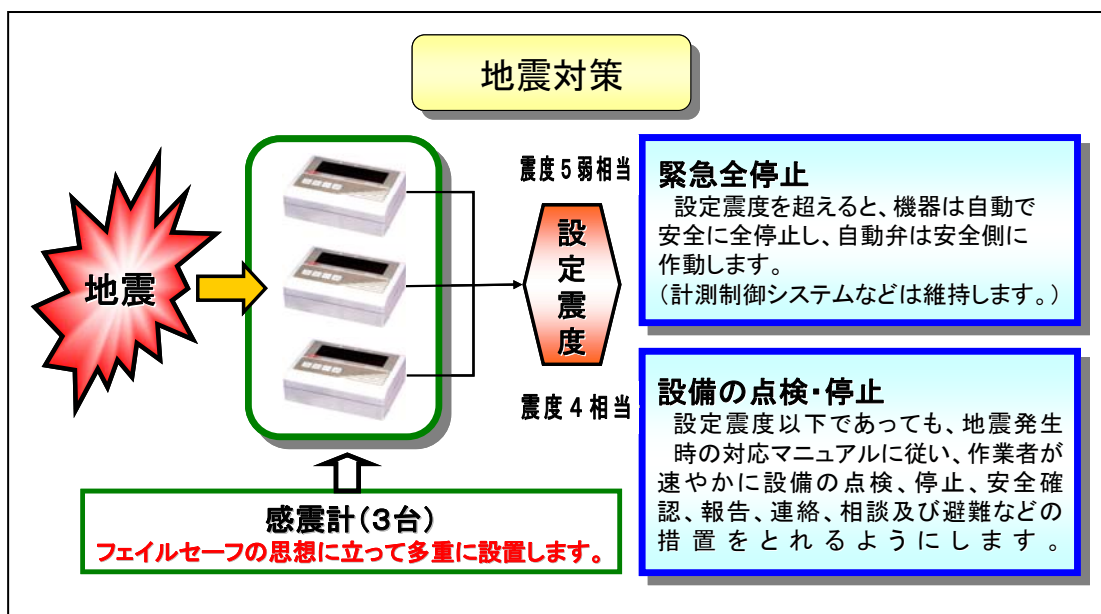 地震対策
地震
震度5弱相当
設定震度
震度4相当
感震計(3台)
フェイルセーフの思想に立って多重に設置します。
緊急全停止
設定震度を超えると、機器は自動で
安全に全停止し、自動弁は安全側に
作動します。
(計測制御システムなどは維持します。)
設備の点検・停止
設定震度以下であっても、地震発生
時の対応マニュアルに従い、作業者が
速やかに設備の点検、停止、安全確
認、報告、連絡、相談及び避難などの
措置をとれるようにします。